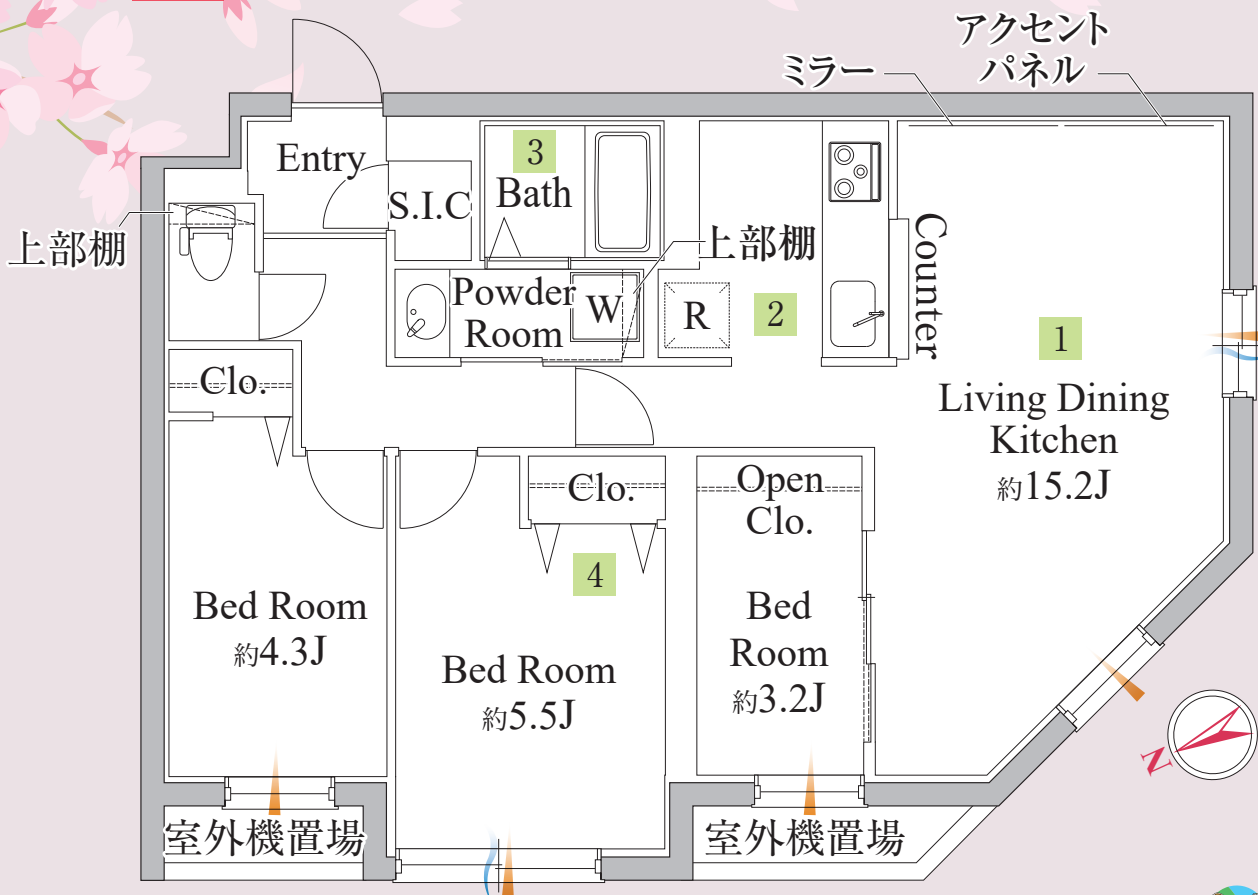 アクセント
パネル
ミラー
Entry
3
Bath
S.I.C
上部棚
上部棚
Counter
Powder
Room
W
R
2
1
Clo.
Living Dining
Kitchen
約15.2J
Clo.
Open
Clo.
4
Bed Room
約4.3J
Bed Room
約5.5J
Bed
Room
約3.2J
N
室外機置場
室外機置場